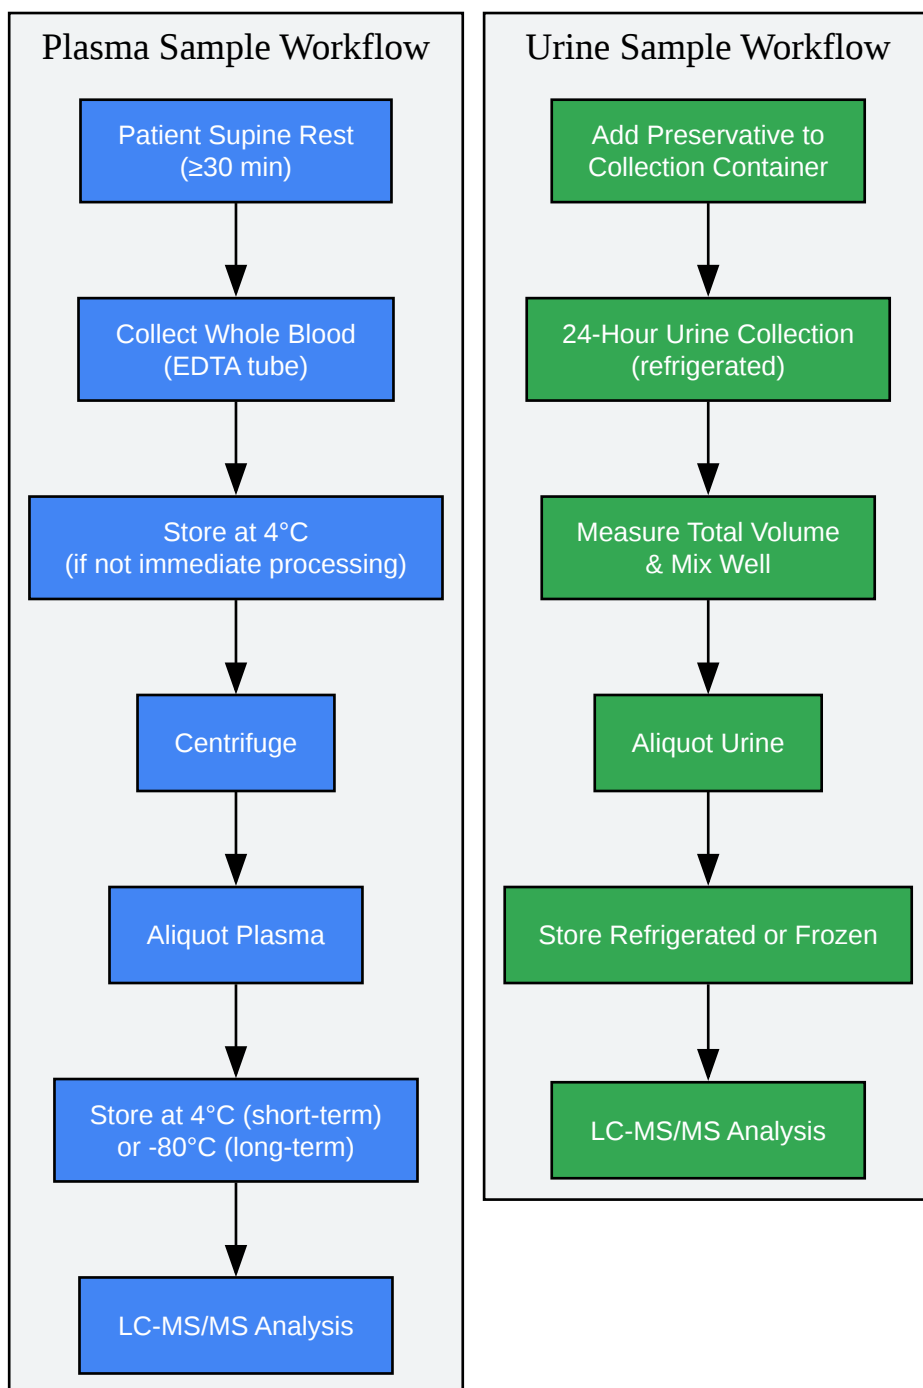 Plasma Sample Workflow
Patient Supine Rest
(≥30 min)
Collect Whole Blood
(EDTA tube)
Store at 4°C
(if not immediate processing)
Centrifuge
Aliquot Plasma
Store at 4°C (short-term)
or -80°C (long-term)
LC-MS/MS Analysis
Urine Sample Workflow
Add Preservative to
Collection Container
24-Hour Urine Collection
(refrigerated)
Measure Total Volume
& Mix Well
Aliquot Urine
Store Refrigerated or Frozen
LC-MS/MS Analysis